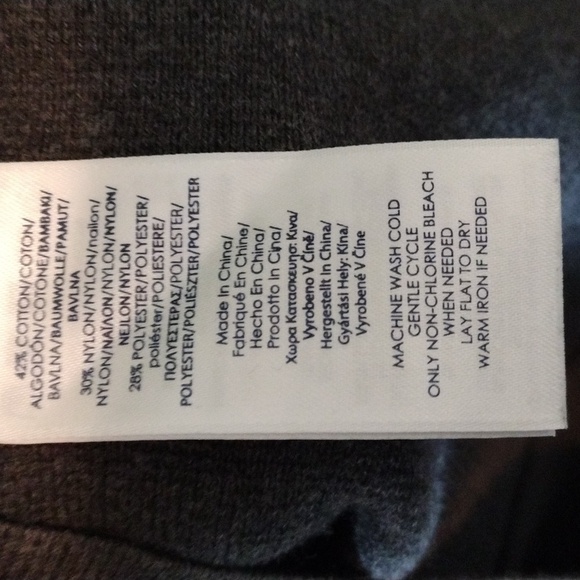 42% COTTON/COTON/
ALGODÓN/COTONE/ΒΑΜΒΑΚΙ/
BAVLNA/BAUMWOLLE/PAMUT/
BAVLNA
30% NYLON/NYLON/nailon/
NYLON/ΝΑΪΛΟΝ/NYLON/NYLON/
NEJLON/NYLON
28% POLYESTER/POLYESTER/
poliéster/POLIESTERE/
ΠΟΛΥΕΣΤΕΡΑΣ/POLYESTER/
POLYESTER/POLIÉSZTER/POLYESTER
Made In China/
Fabriqué En Chine/
Hecho En China/
Prodotto In Cina/
Χωρα Κατασκευησ: Κινα/
Vyrobeno V Číně/
Hergestellt In China/
Gyártási Hely: Kína/
Vyrobené V Číne
MACHINE WASH COLD
GENTLE CYCLE
ONLY NON-CHLORINE BLEACH
WHEN NEEDED
LAY FLAT TO DRY
WARM IRON IF NEEDED